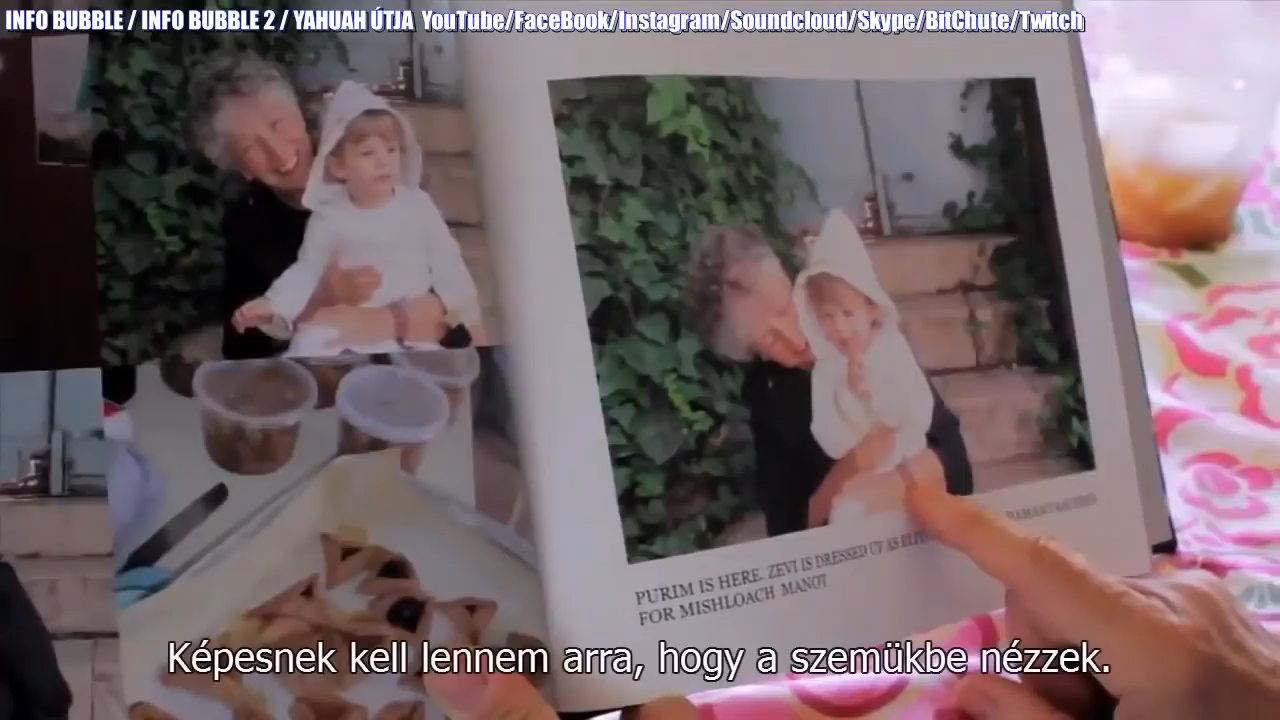 INFO BUBBLE / INFO BUBBLE 2 / YAHUAH ÚTJA YouTube/FaceBook/Instagram/Soundcloud/Skype/BitChute/Twitch
PURIM IS HERE. ZEVI IS DRESSED UP AS
FOR MISHLOACH MANOT
Képesnek kell lennem arra, hogy a szemükbe nézzek.